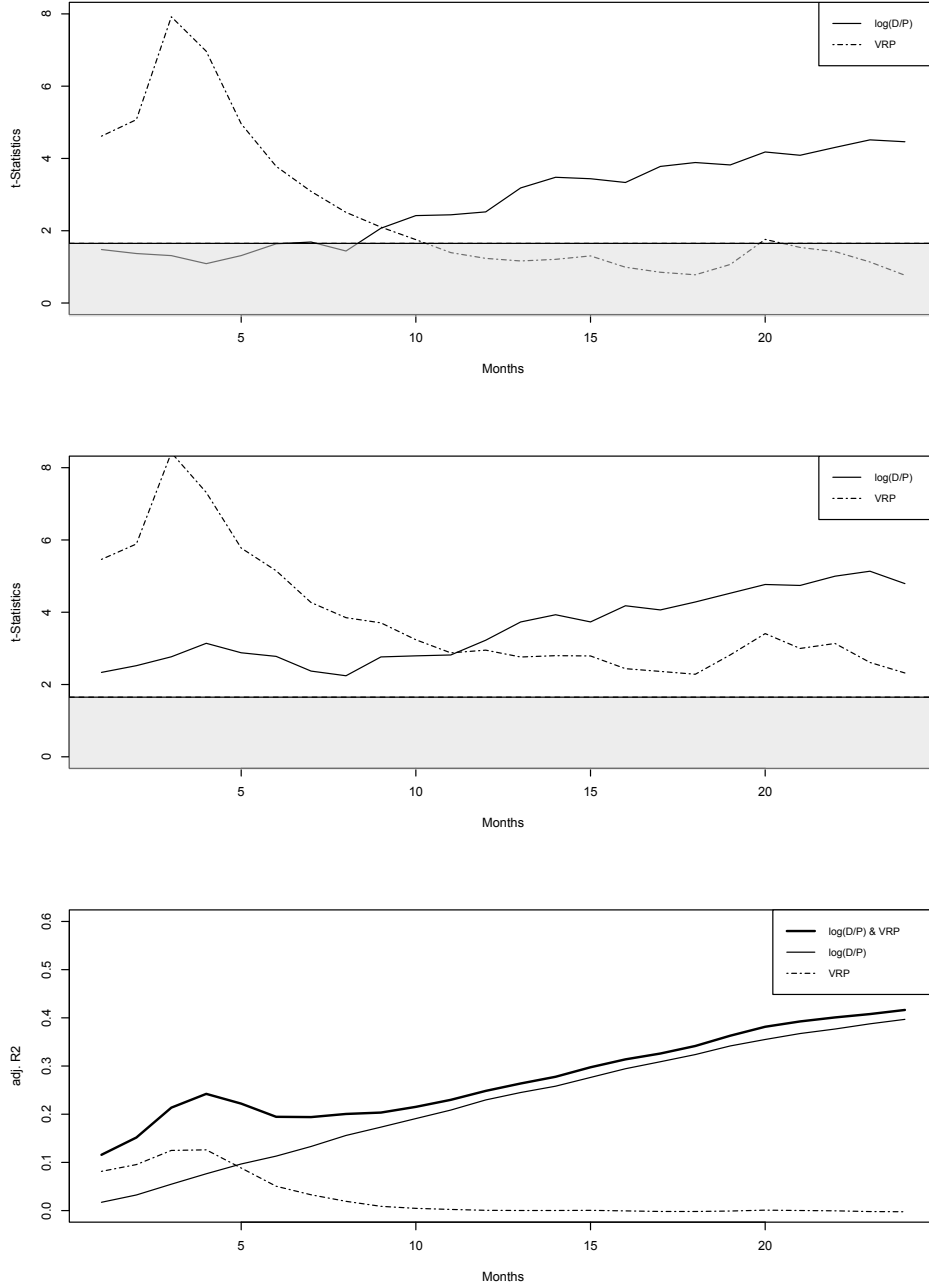 8
6
4
2
0
t-Statistics
log(D/P)
VRP
5
10
15
20
Months
8
6
4
2
0
t-Statistics
log(D/P)
VRP
5
10
15
20
Months
0.6
0.5
0.4
0.3
0.2
0.1
0.0
adj. R2
log(D/P) & VRP
log(D/P)
VRP
5
10
15
20
Months